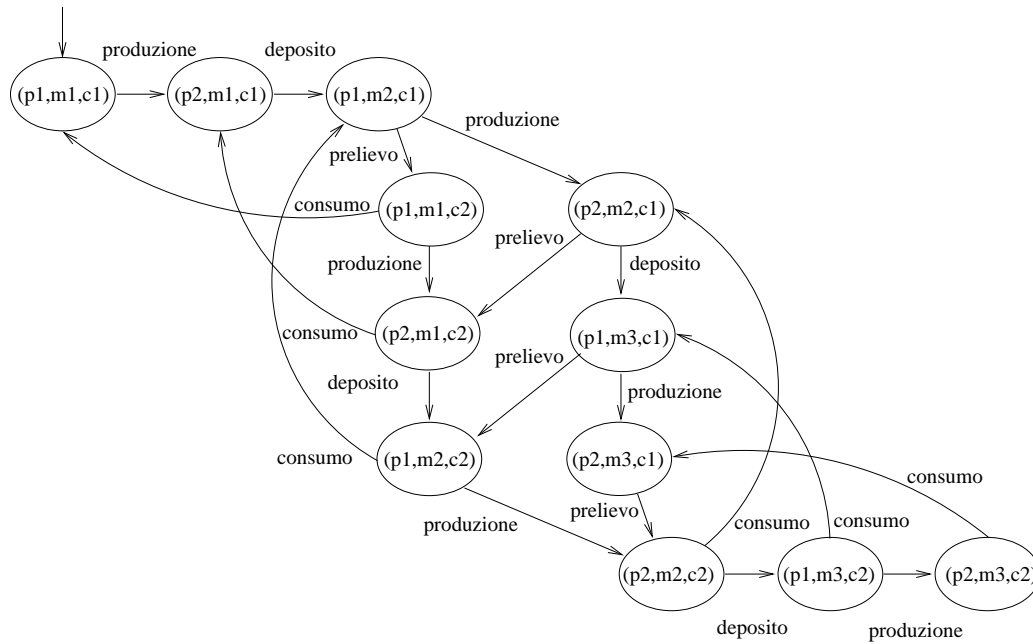 produzione
deposito
(p1,m1,c1)
(p2,m1,c1)
(p1,m2,c1)
produzione
prelievo
consumo
(p1,m1,c2)
(p2,m2,c1)
prelievo
produzione
deposito
consumo
(p2,m1,c2)
(p1,m3,c1)
prelievo
deposito
produzione
consumo
(p1,m2,c2)
(p2,m3,c1)
consumo
produzione
prelievo
consumo
consumo
(p2,m2,c2)
(p1,m3,c2)
(p2,m3,c2)
deposito
produzione